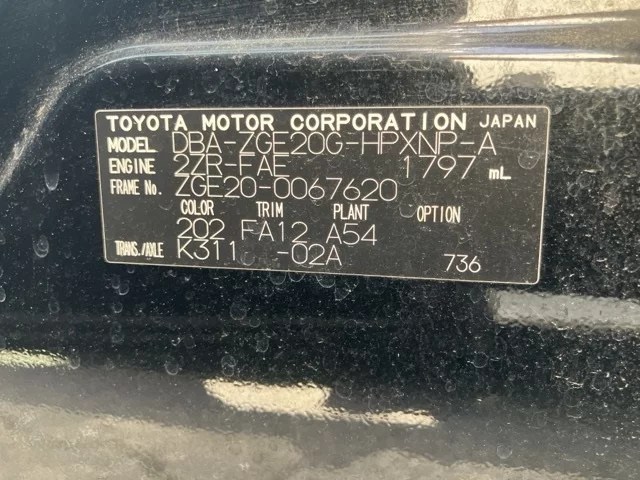 TOYOTA MOTOR CORPORATION JAPAN
MODEL DBA-ZGE20G-HPXNP-A
ENGINE 2ZR-FAE 1797 mL
FRAME No. ZGE20-0067620
COLOR TRIM PLANT OPTION
202 FA12 A54
TRANS./AXLE K311 -02A 736